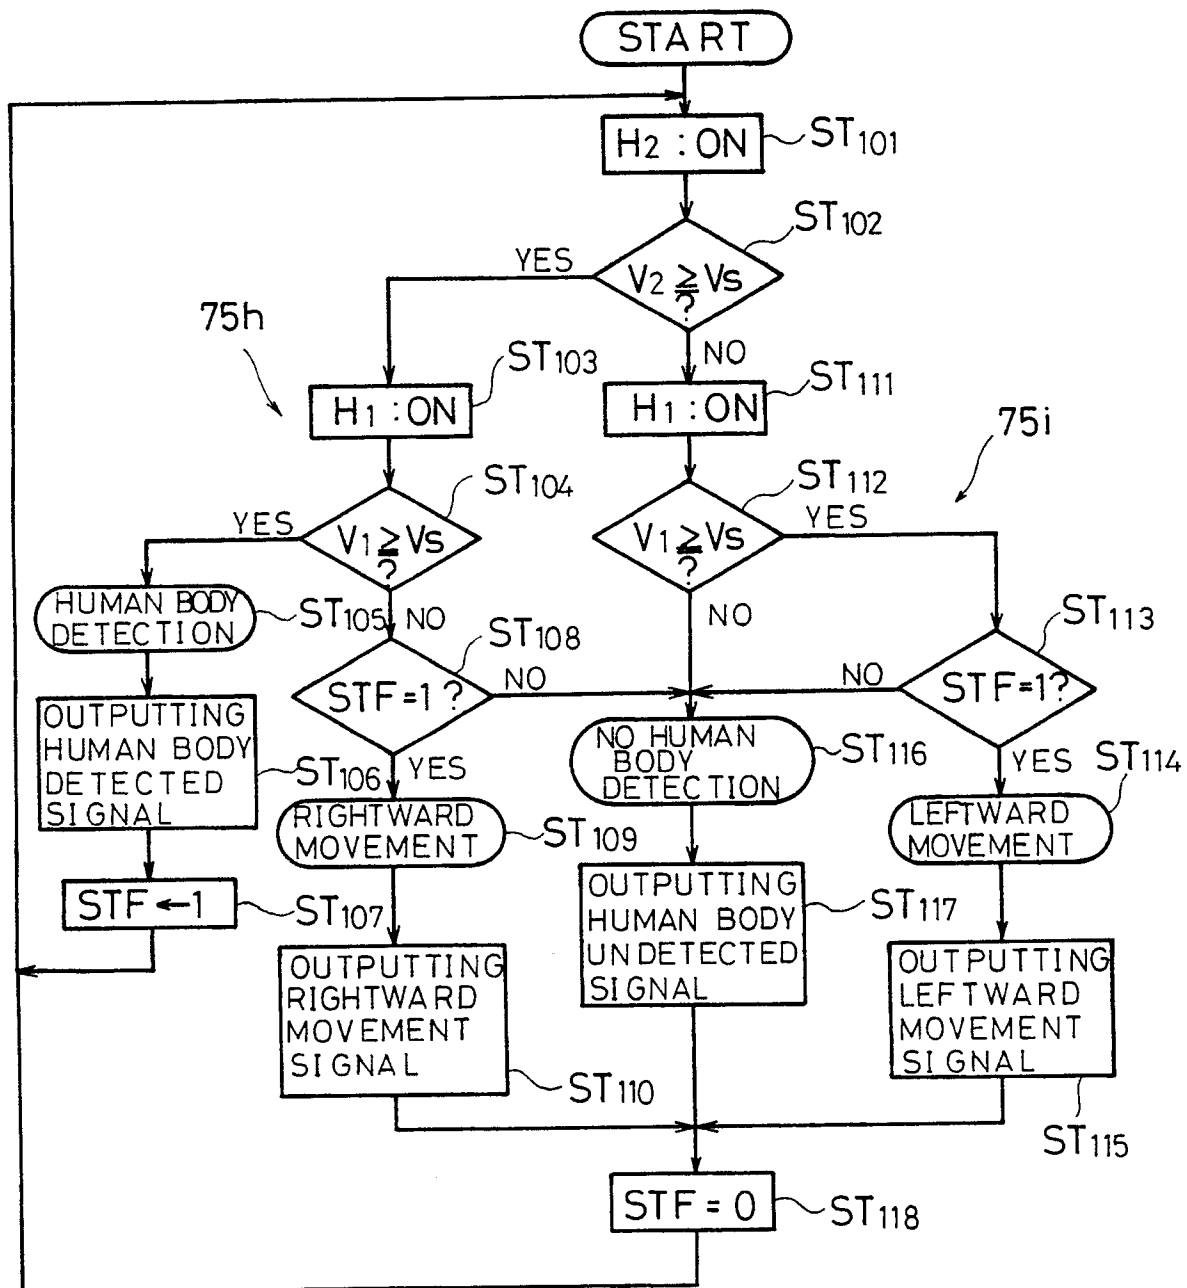 START
H2 : ON
ST101
ST102
YES
V2 ≧ Vs
?
NO
75h
ST103
H1 : ON
ST111
H1 : ON
75i
ST104
YES
V1 ≧ Vs
?
NO
ST112
V1 ≧ Vs
?
YES
NO
HUMAN BODY
DETECTION
ST105
ST108
STF=1 ?
NO
YES
ST113
NO
STF=1?
YES
OUTPUTTING
HUMAN BODY
DETECTED
SIGNAL
ST106
NO HUMAN
BODY
DETECTION
ST116
ST114
RIGHTWARD
MOVEMENT
ST109
LEFTWARD
MOVEMENT
STF ←1
ST107
OUTPUTTING
HUMAN BODY
UNDETECTED
SIGNAL
ST117
OUTPUTTING
RIGHTWARD
MOVEMENT
SIGNAL
ST110
OUTPUTTING
LEFTWARD
MOVEMENT
SIGNAL
ST115
STF = 0
ST118